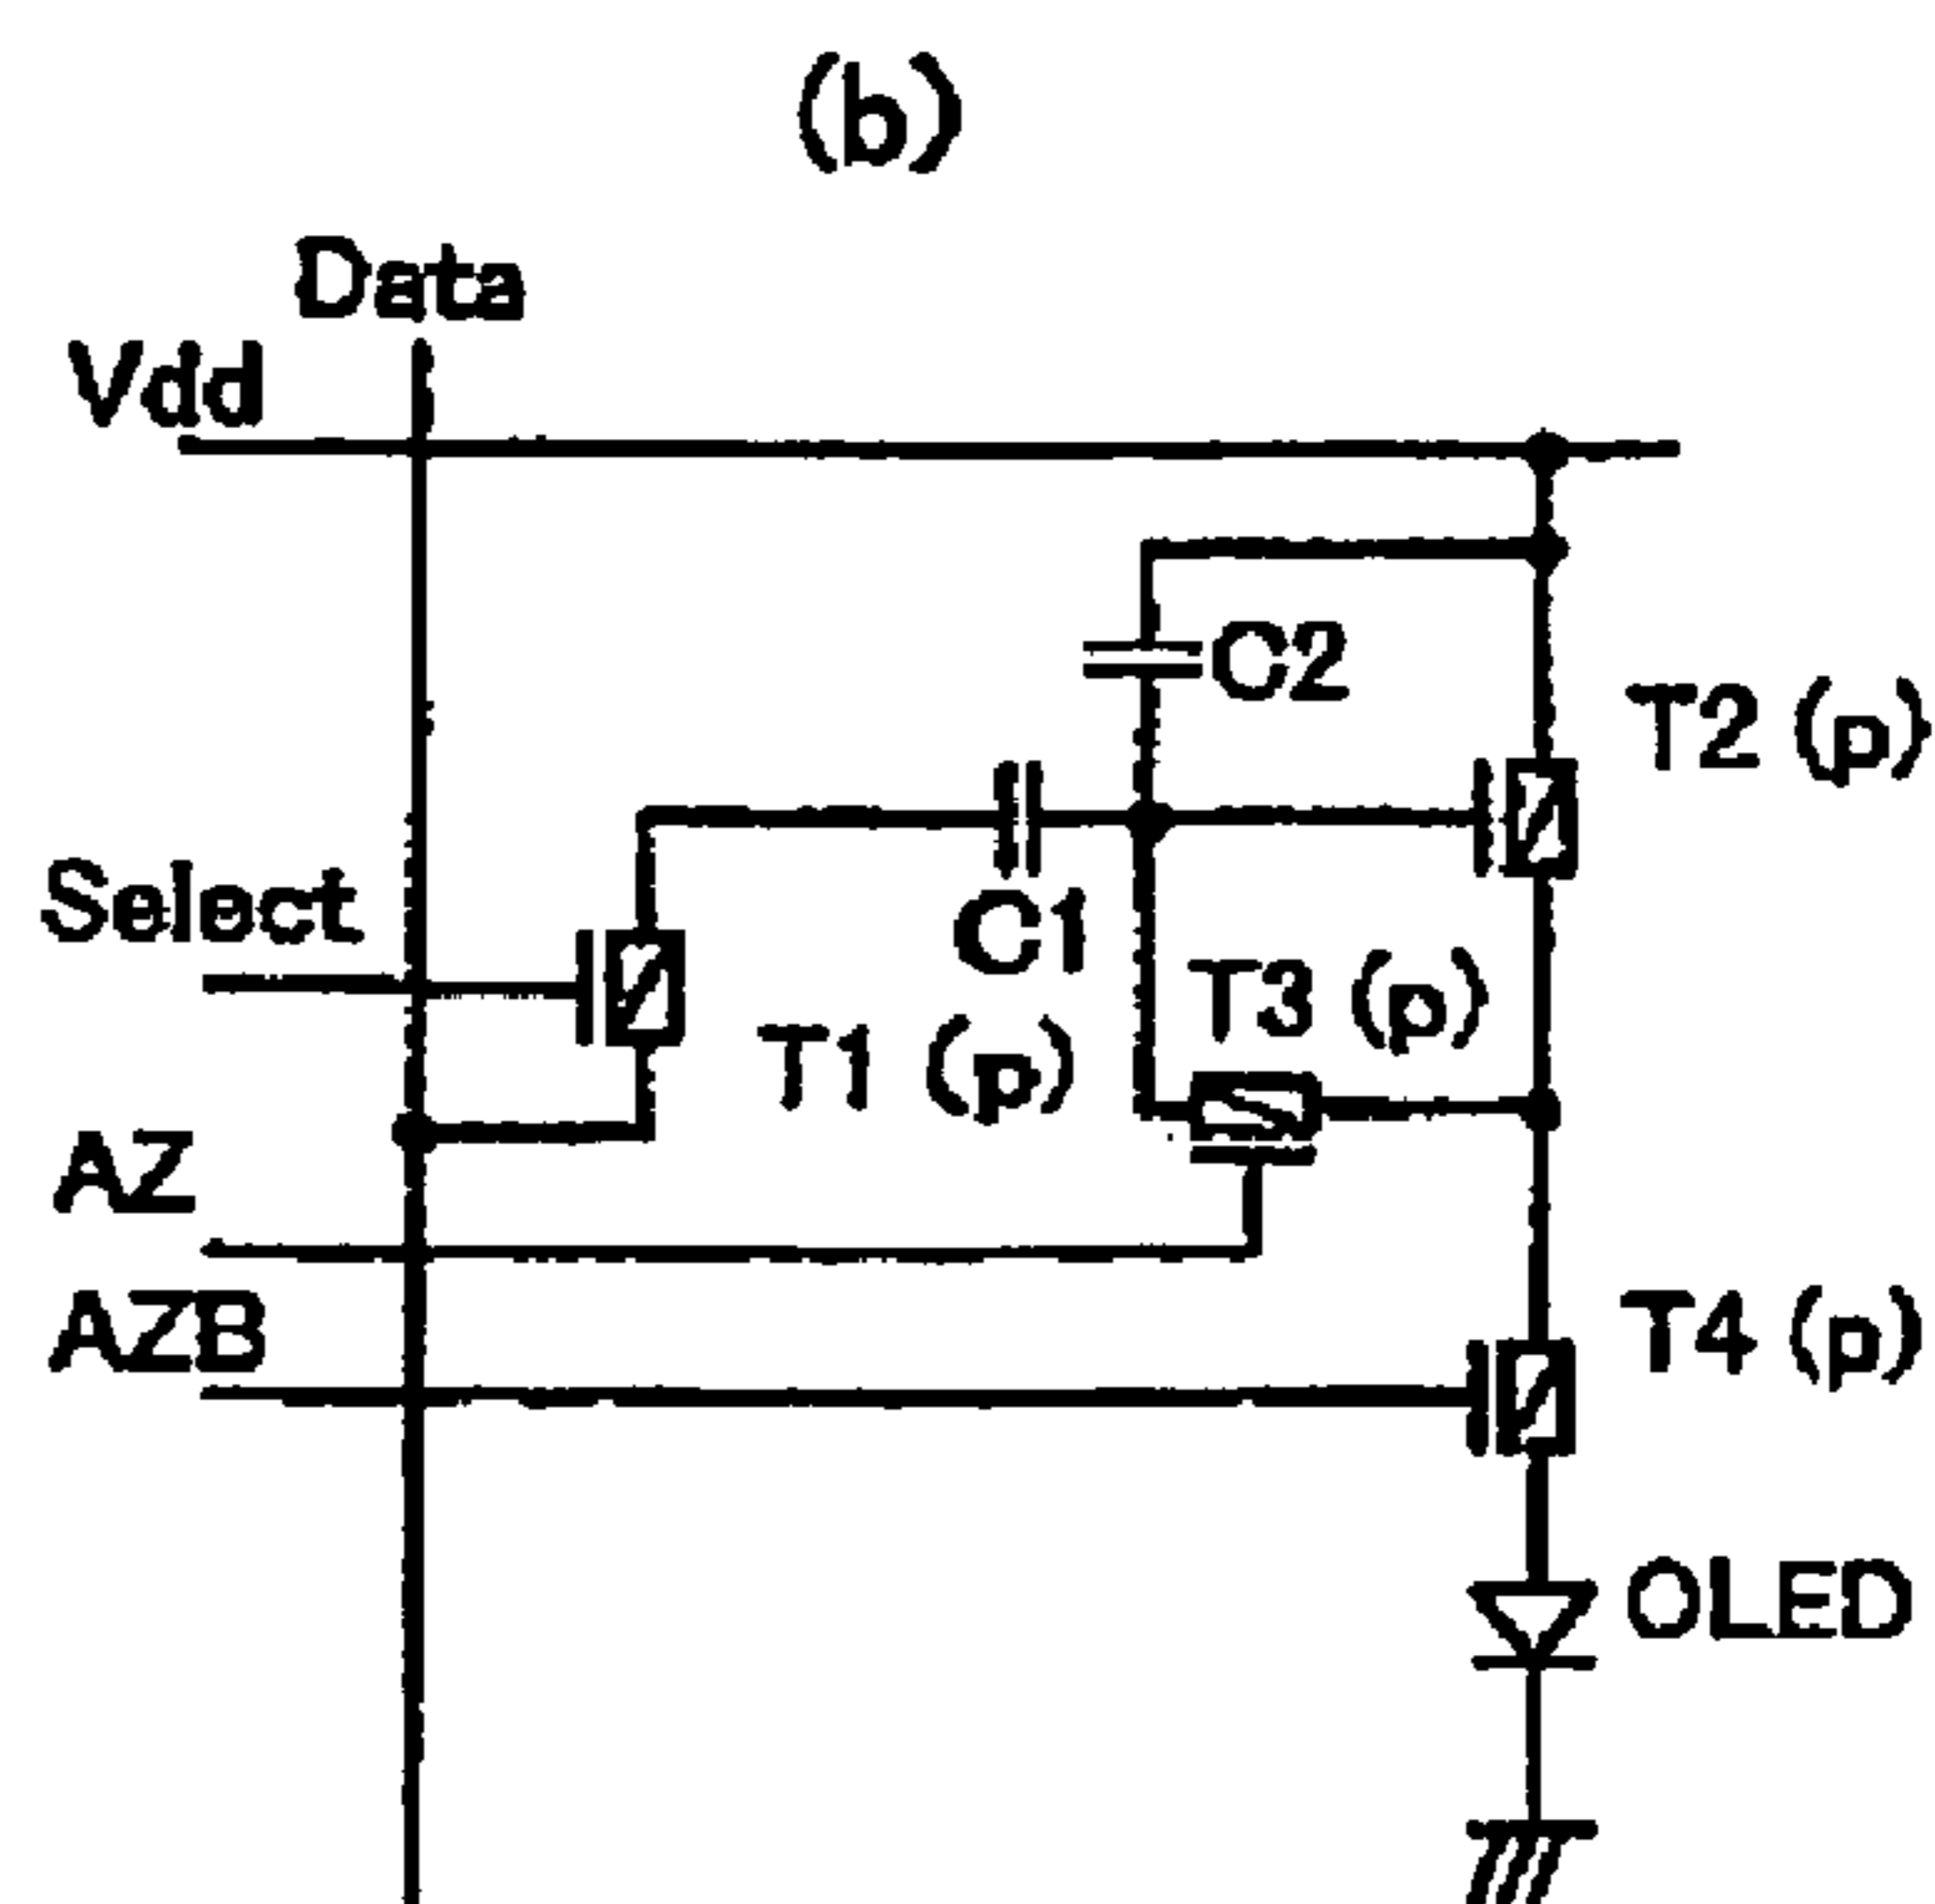 (b)
Data
Vdd
C2
T2 (p)
Select
C1
T3 (p)
T1 (p)
AZ
AZB
T4 (p)
OLED